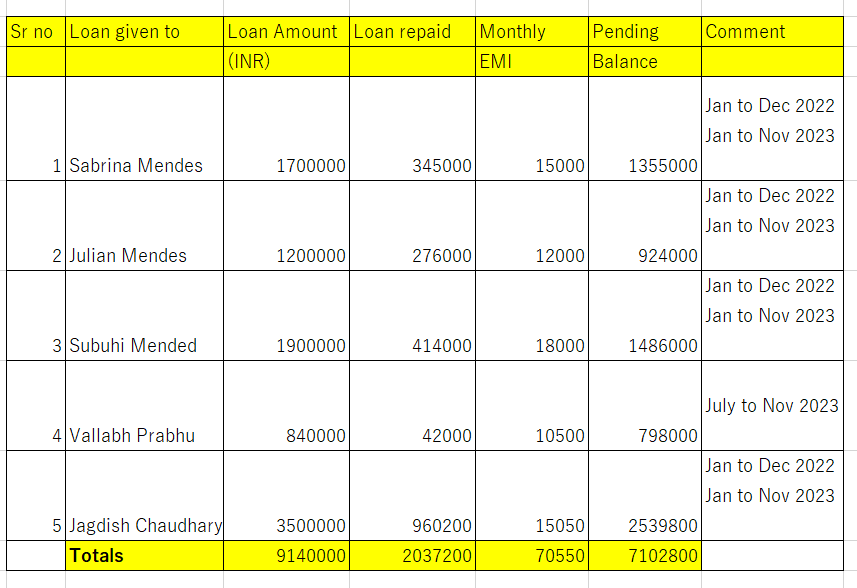 Sr no Loan given to Loan Amount Loan repaid Monthly Pending Comment
(INR) EMI Balance
Jan to Dec 2022
Jan to Nov 2023
1 Sabrina Mendes 1700000 345000 15000 1355000
Jan to Dec 2022
Jan to Nov 2023
2 Julian Mendes 1200000 276000 12000 924000
Jan to Dec 2022
Jan to Nov 2023
3 Subuhi Mended 1900000 414000 18000 1486000
July to Nov 2023
4 Vallabh Prabhu 840000 42000 10500 798000
Jan to Dec 2022
Jan to Nov 2023
5 Jagdish Chaudhary 3500000 960200 15050 2539800
Totals 9140000 2037200 70550 7102800